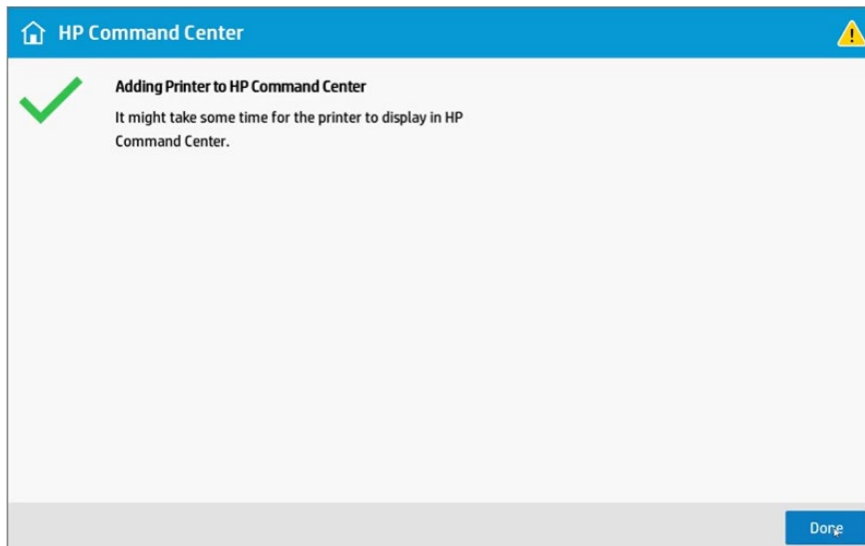 HP Command Center
Adding Printer to HP Command Center
It might take some time for the printer to display in HP
Command Center.
Done